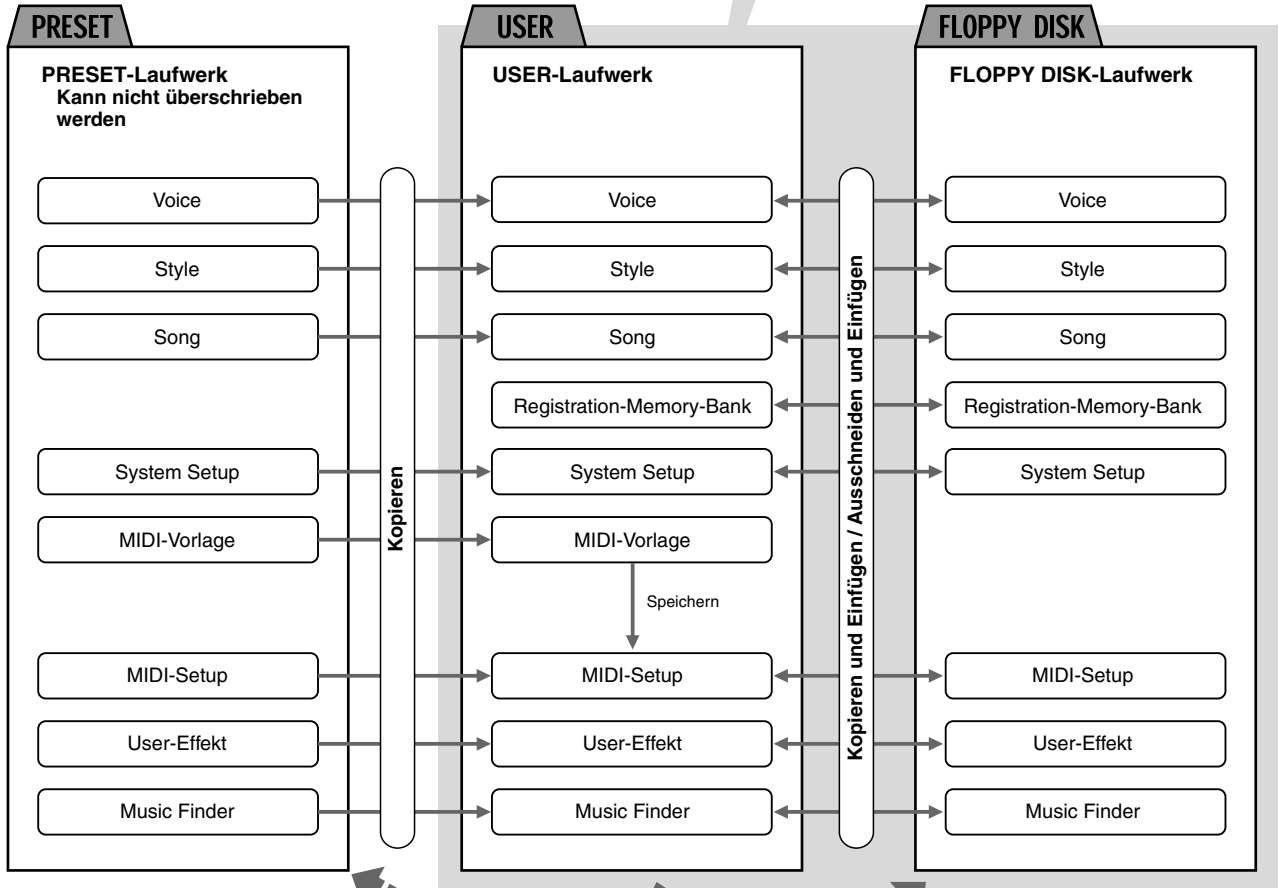 PRESET
PRESET-Laufwerk
Kann nicht überschrieben
werden
Voice
Style
Song
System Setup
MIDI-Vorlage
MIDI-Setup
User-Effekt
Music Finder
Kopieren
USER
USER-Laufwerk
Voice
Style
Song
Registration-Memory-Bank
System Setup
MIDI-Vorlage
Speichern
MIDI-Setup
User-Effekt
Music Finder
Kopieren und Einfügen / Ausschneiden und Einfügen
FLOPPY DISK
FLOPPY DISK-Laufwerk
Voice
Style
Song
Registration-Memory-Bank
System Setup
MIDI-Setup
User-Effekt
Music Finder